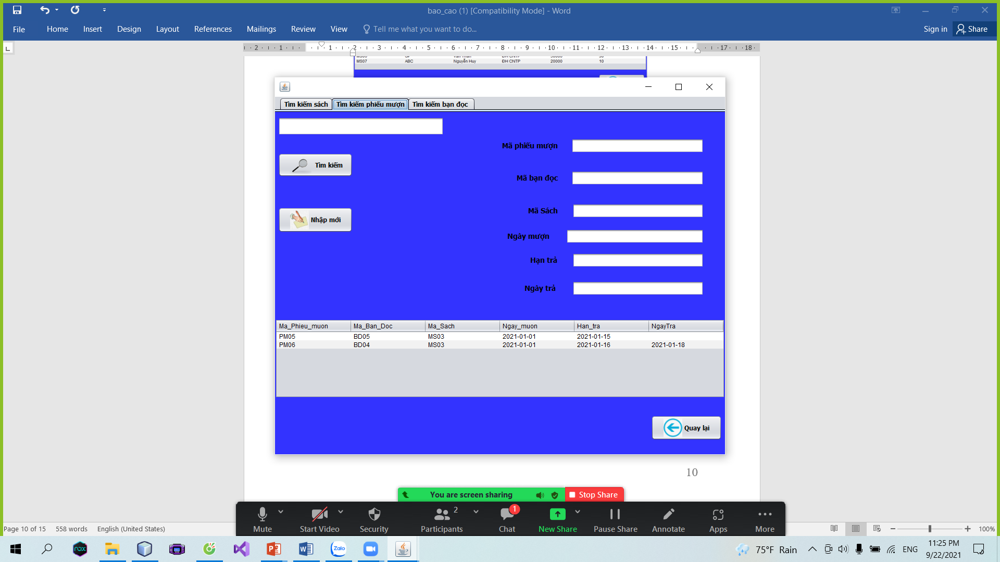 bao_cao (1) [Compatibility Mode] - Word
File Home Insert Design Layout References Mailings Review View Tell me what you want to do... Sign in Share
2 1 1 2 3 4 5 6 7 8 9 10 11 12 13 14 15 17 18
MS07 ABC Nguyễn Huy ĐH CNTP 20000 10
Tìm kiếm sách Tìm kiếm phiếu mượn Tìm kiếm bạn đọc
Mã phiếu mượn
Tìm kiếm
Mã bạn đọc
Mã Sách
Nhập mới
Ngày mượn
Hạn trả
Ngày trả
Ma_Phieu_muon Ma_Ban_Doc Ma_Sach Ngay_muon Han_tra NgayTra
PM05 BD05 MS03 2021-01-01 2021-01-15
PM06 BD04 MS03 2021-01-01 2021-01-16 2021-01-18
Quay lại
10
You are screen sharing Stop Share
2 1
Mute Start Video Security Participants Chat New Share Pause Share Annotate Apps More
Page 10 of 15 558 words English (United States) 100%
nox Zalo 75°F Rain ENG 11:25 PM
9/22/2021